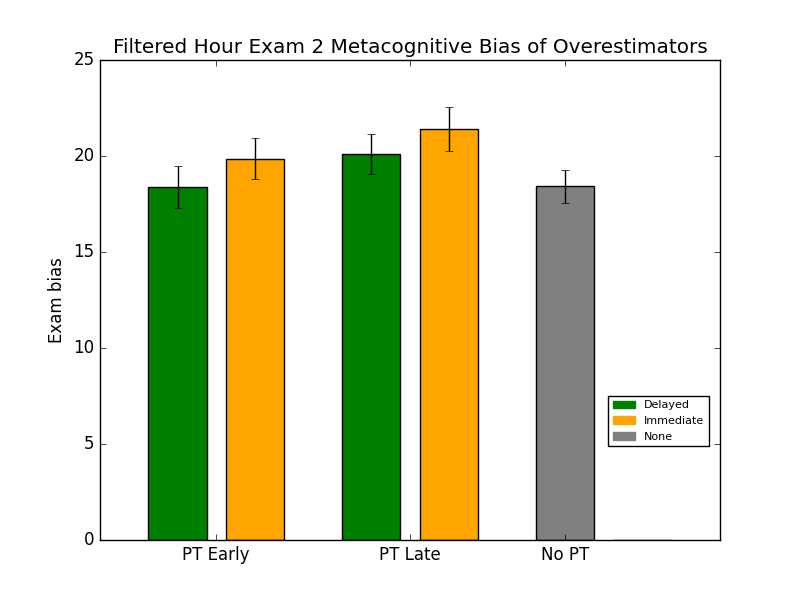 Filtered Hour Exam 2 Metacognitive Bias of Overestimators
25
20
15
10
5
0
Exam bias
Delayed
Immediate
None
PT Early
PT Late
No PT